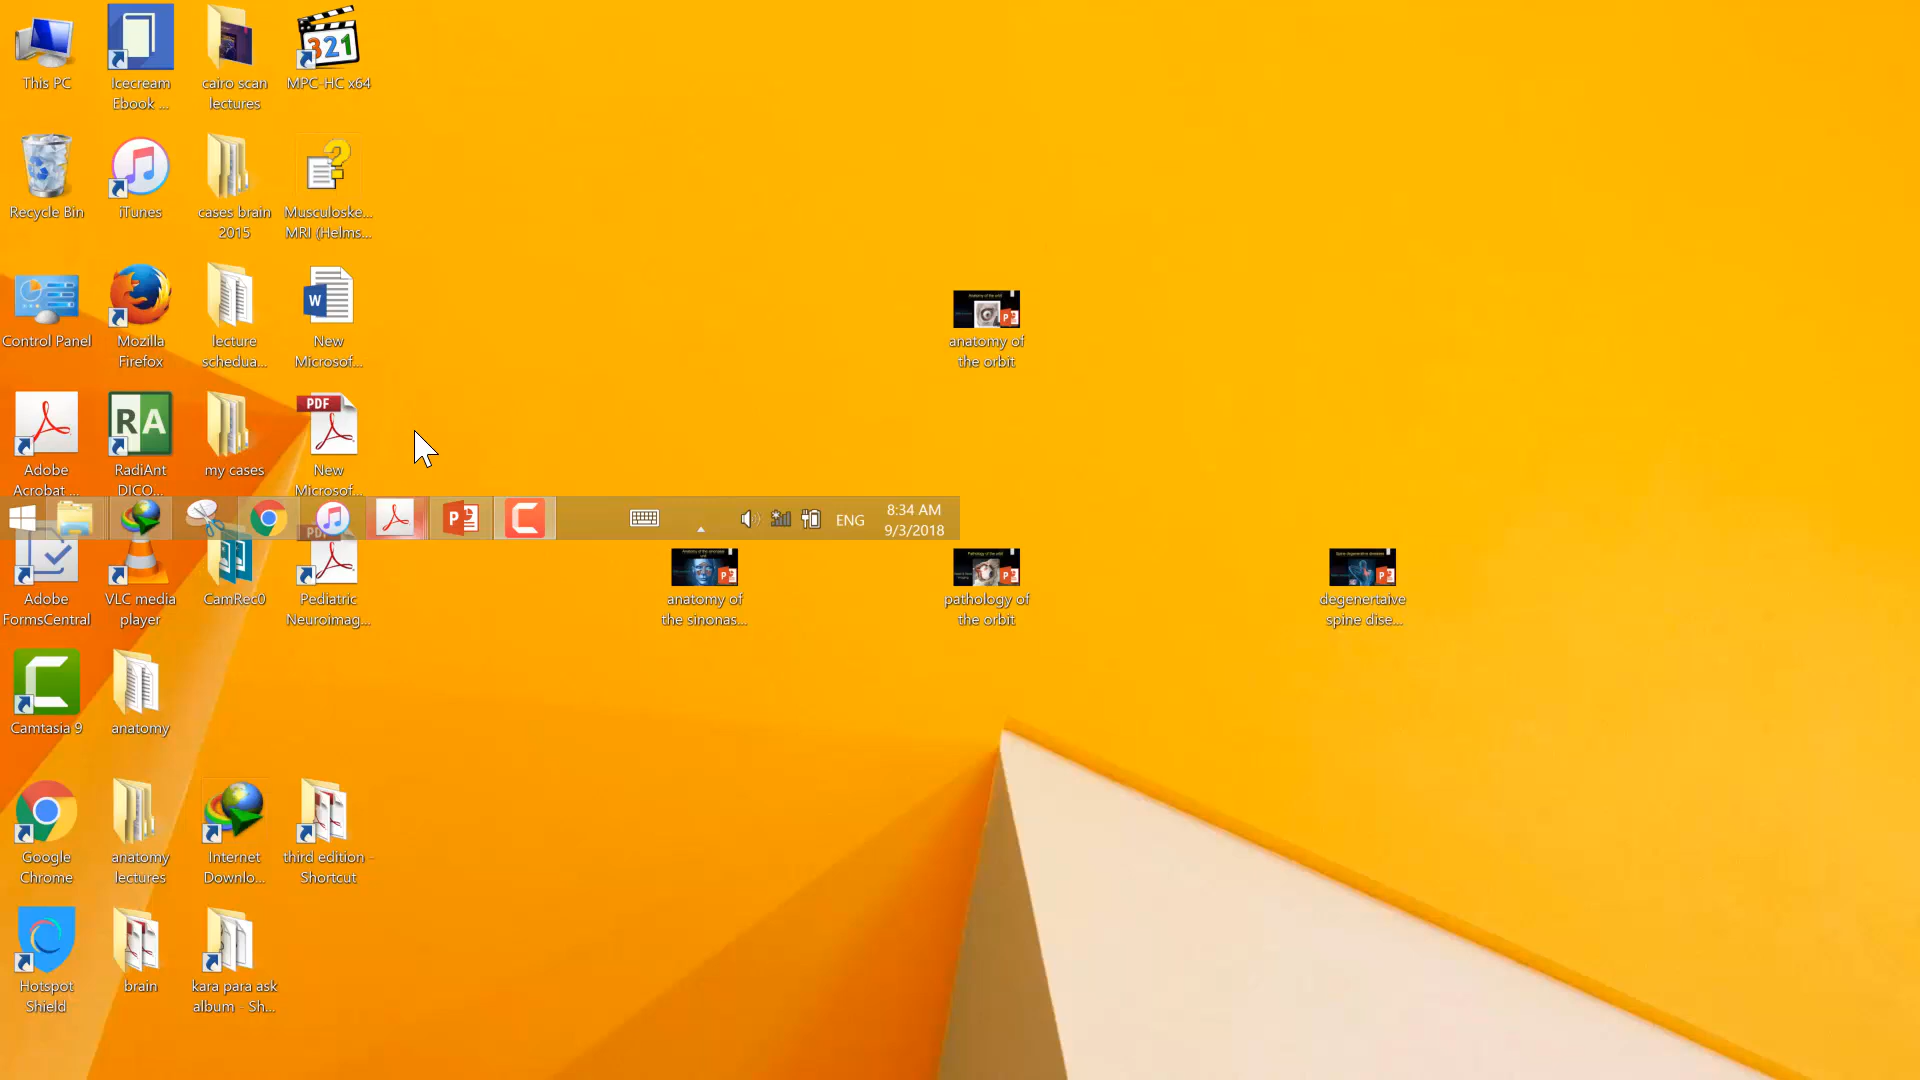 This PC
Icecream
Ebook ...
cairo scan
lectures
MPC-HC x64
321
Recycle Bin
iTunes
cases brain
2015
Musculoske...
MRI (Helms...
Control Panel
Mozilla
Firefox
lecture
schedua...
W
New
Microsof...
anatomy of
the orbit
Adobe
Acrobat ...
RA
RadiAnt
DICO...
my cases
PDF
New
Microsof...
ENG
8:34 AM
9/3/2018
Adobe
FormsCentral
VLC media
player
CamRec0
Pediatric
Neuroimag...
anatomy of
the sinonas...
pathology of
the orbit
degenertaive
spine dise...
Camtasia 9
anatomy
Google
Chrome
anatomy
lectures
Internet
Downlo...
third edition -
Shortcut
Hotspot
Shield
brain
kara para ask
album - Sh...